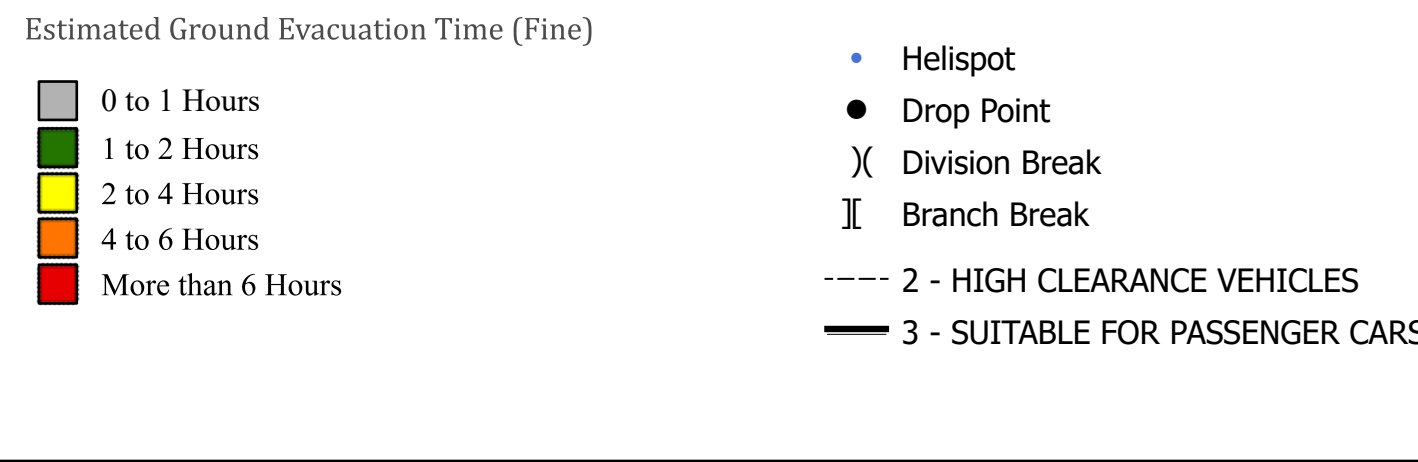 Estimated Ground Evacuation Time (Fine)
0 to 1 Hours
1 to 2 Hours
2 to 4 Hours
4 to 6 Hours
More than 6 Hours
Helispot
Drop Point
)( Division Break
][ Branch Break
2 - HIGH CLEARANCE VEHICLES
3 - SUITABLE FOR PASSENGER CARS